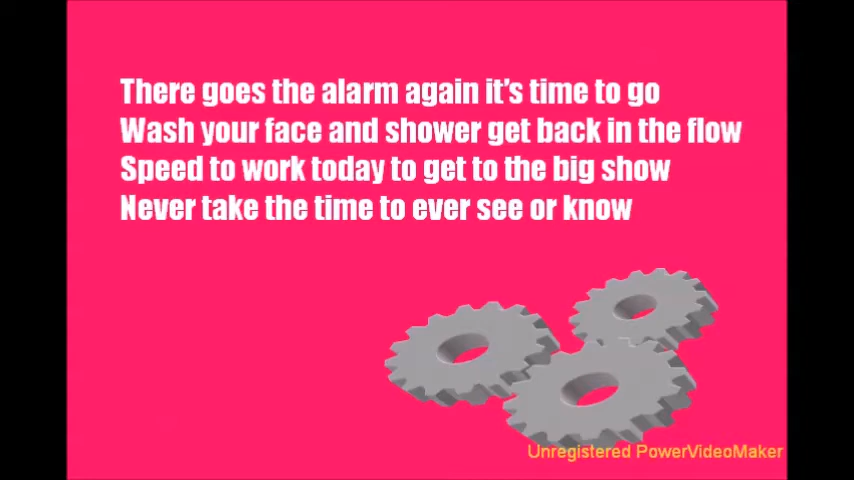 There goes the alarm again it's time to go
Wash your face and shower get back in the flow
Speed to work today to get to the big show
Never take the time to ever see or know
Unregistered PowerVideoMaker